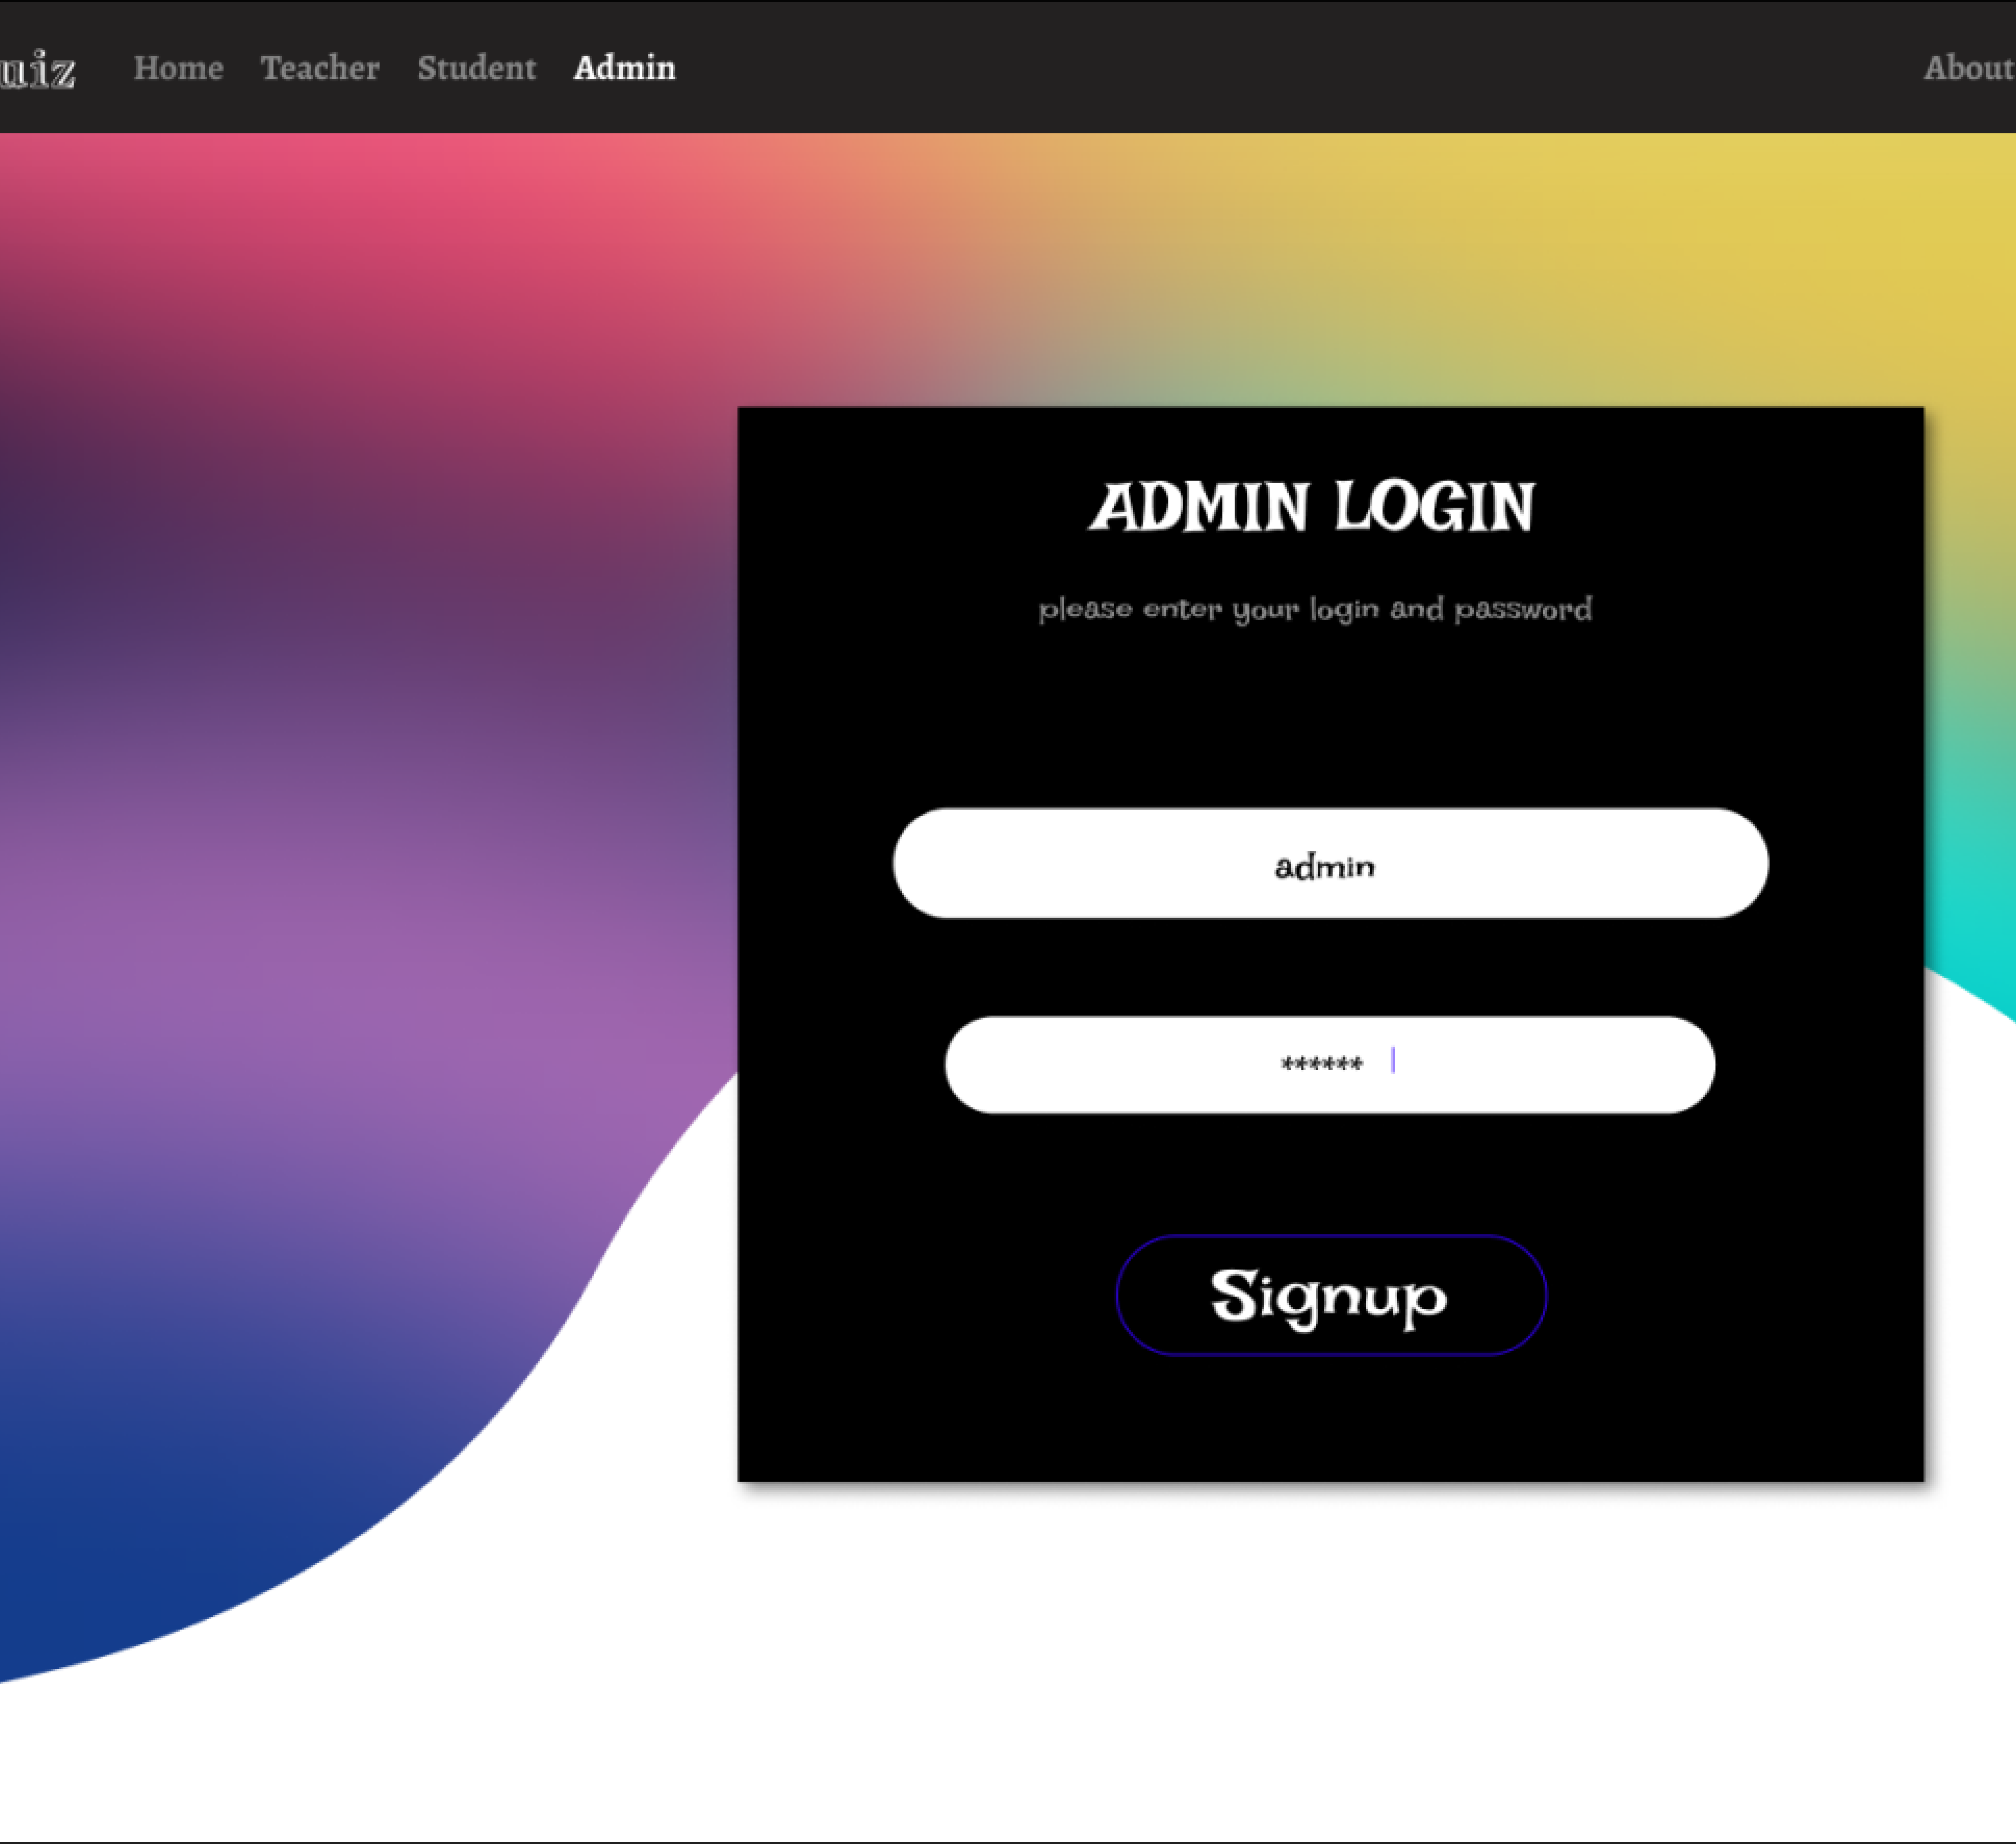 uiz Home Teacher Student Admin About
ADMIN LOGIN
please enter your login and password
admin
******
Signup